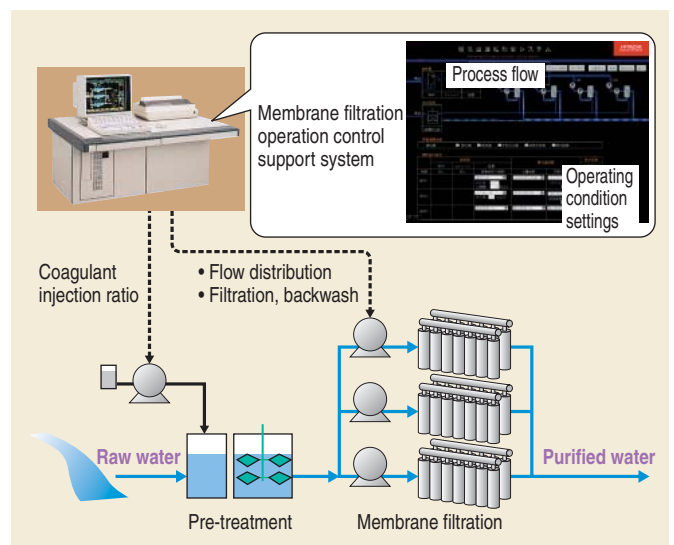 Process flow
Membrane filtration
operation control
support system
Operating
condition
settings
Coagulant
injection ratio
• Flow distribution
• Filtration, backwash
Raw water
Purified water
Pre-treatment
Membrane filtration